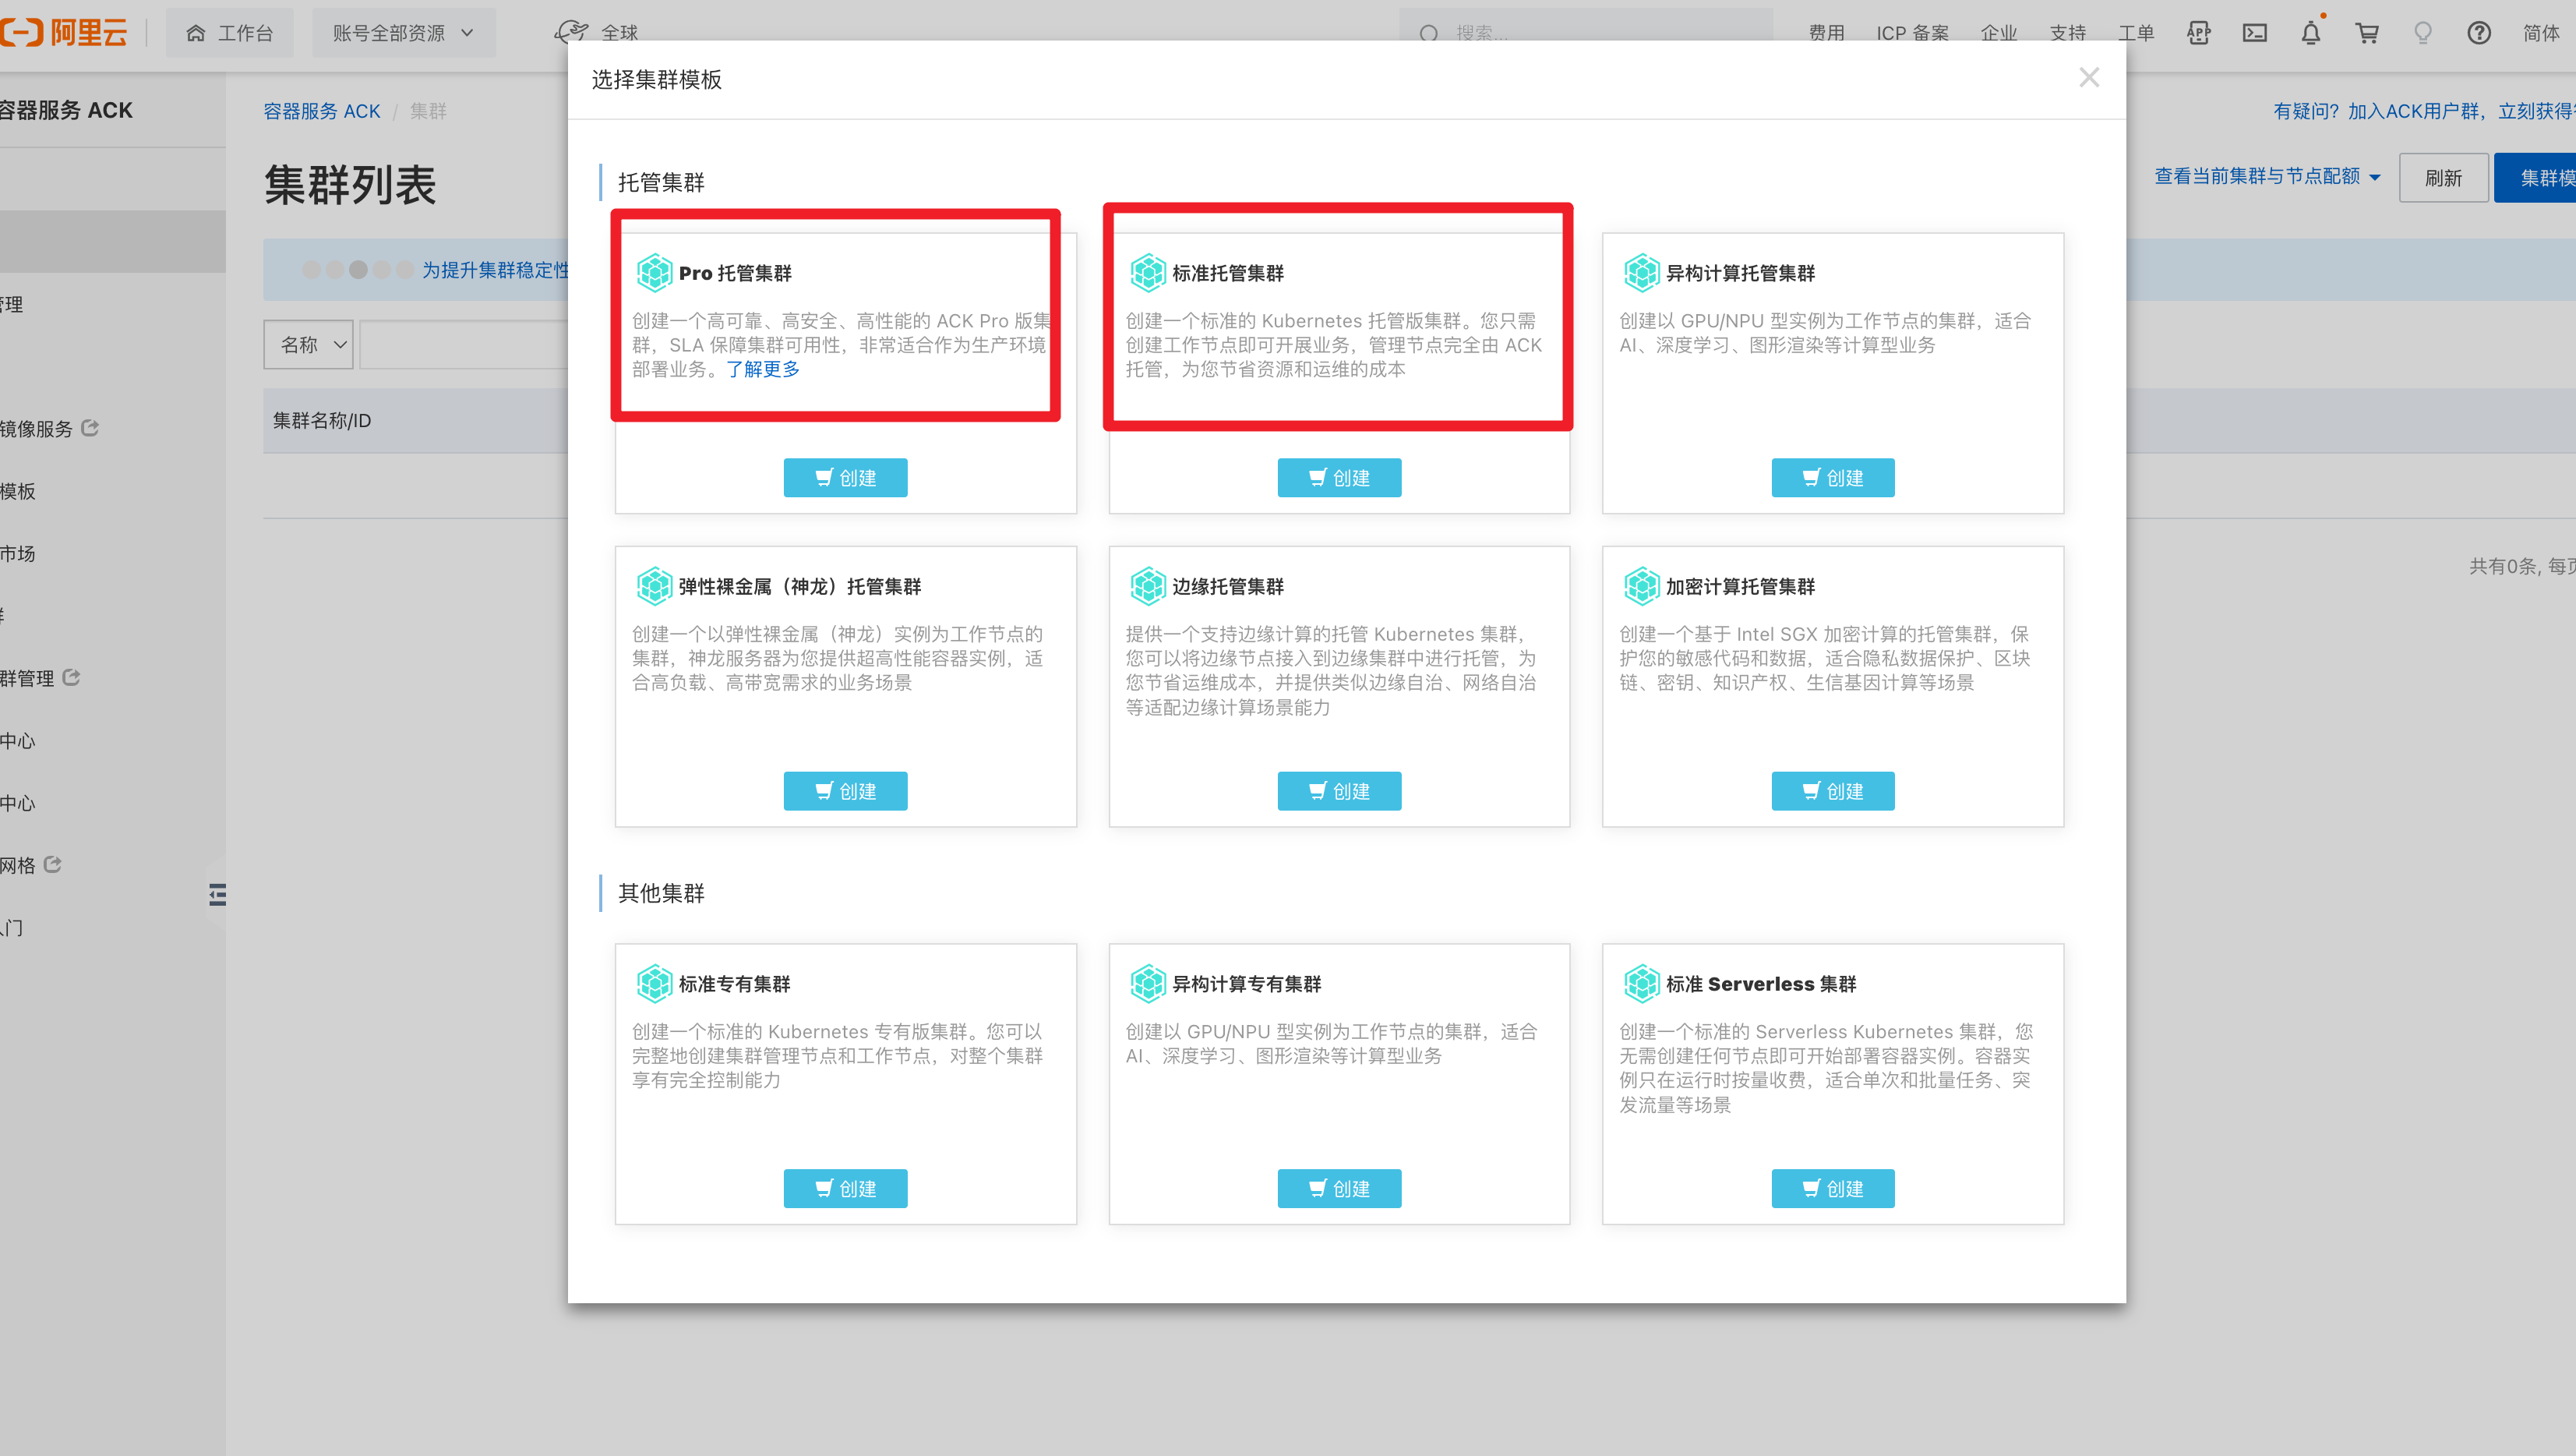 阿里云
工作台
账号全部资源
全球
搜索...
费用
ICP 备案
企业
支持
工单
简体
容器服务 ACK
管理
镜像服务
模板
市场
群管理
中心
中心
网格
入门
容器服务 ACK / 集群
有疑问？加入ACK用户群，立刻获得
集群列表
查看当前集群与节点配额
刷新
集群模
为提升集群稳定性
名称
集群名称/ID
共有0条, 每页
选择集群模板
托管集群
Pro 托管集群
创建一个高可靠、高安全、高性能的 ACK Pro 版集
群，SLA 保障集群可用性，非常适合作为生产环境
部署业务。了解更多
创建
标准托管集群
创建一个标准的 Kubernetes 托管版集群。您只需
创建工作节点即可开展业务，管理节点完全由 ACK
托管，为您节省资源和运维的成本
创建
异构计算托管集群
创建以 GPU/NPU 型实例为工作节点的集群，适合
AI、深度学习、图形渲染等计算型业务
创建
弹性裸金属（神龙）托管集群
创建一个以弹性裸金属（神龙）实例为工作节点的
集群，神龙服务器为您提供超高性能容器实例，适
合高负载、高带宽需求的业务场景
创建
边缘托管集群
提供一个支持边缘计算的托管 Kubernetes 集群，
您可以将边缘节点接入到边缘集群中进行托管，为
您节省运维成本，并提供类似边缘自治、网络自治
等适配边缘计算场景能力
创建
加密计算托管集群
创建一个基于 Intel SGX 加密计算的托管集群，保
护您的敏感代码和数据，适合隐私数据保护、区块
链、密钥、知识产权、生信基因计算等场景
创建
其他集群
标准专有集群
创建一个标准的 Kubernetes 专有版集群。您可以
完整地创建集群管理节点和工作节点，对整个集群
享有完全控制能力
创建
异构计算专有集群
创建以 GPU/NPU 型实例为工作节点的集群，适合
AI、深度学习、图形渲染等计算型业务
创建
标准 Serverless 集群
创建一个标准的 Serverless Kubernetes 集群，您
无需创建任何节点即可开始部署容器实例。容器实
例只在运行时按量收费，适合单次和批量任务、突
发流量等场景
创建